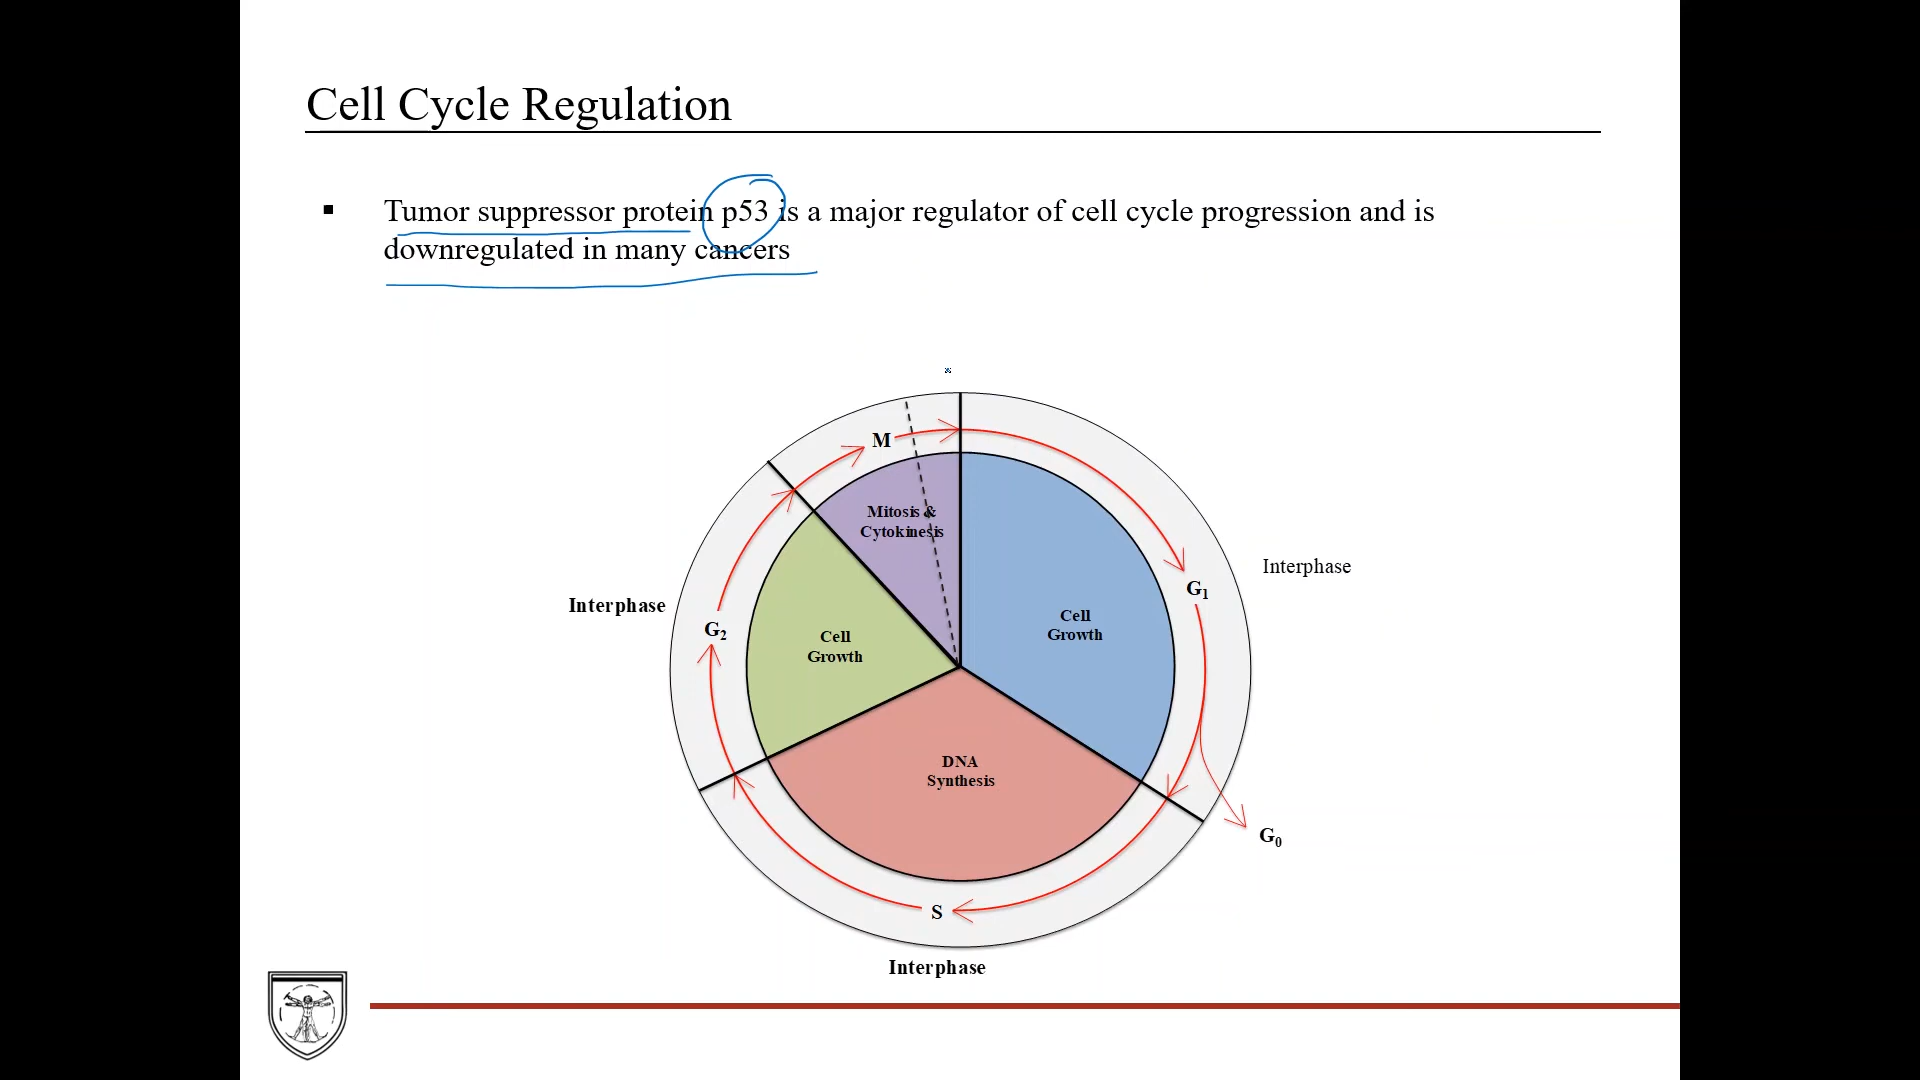 Cell Cycle Regulation
▪ Tumor suppressor protein p53 is a major regulator of cell cycle progression and is
downregulated in many cancers
M
Mitosis &
Cytokinesis
Interphase
G₁
Cell
Growth
Interphase
G₂
Cell
Growth
DNA
Synthesis
G₀
S
Interphase